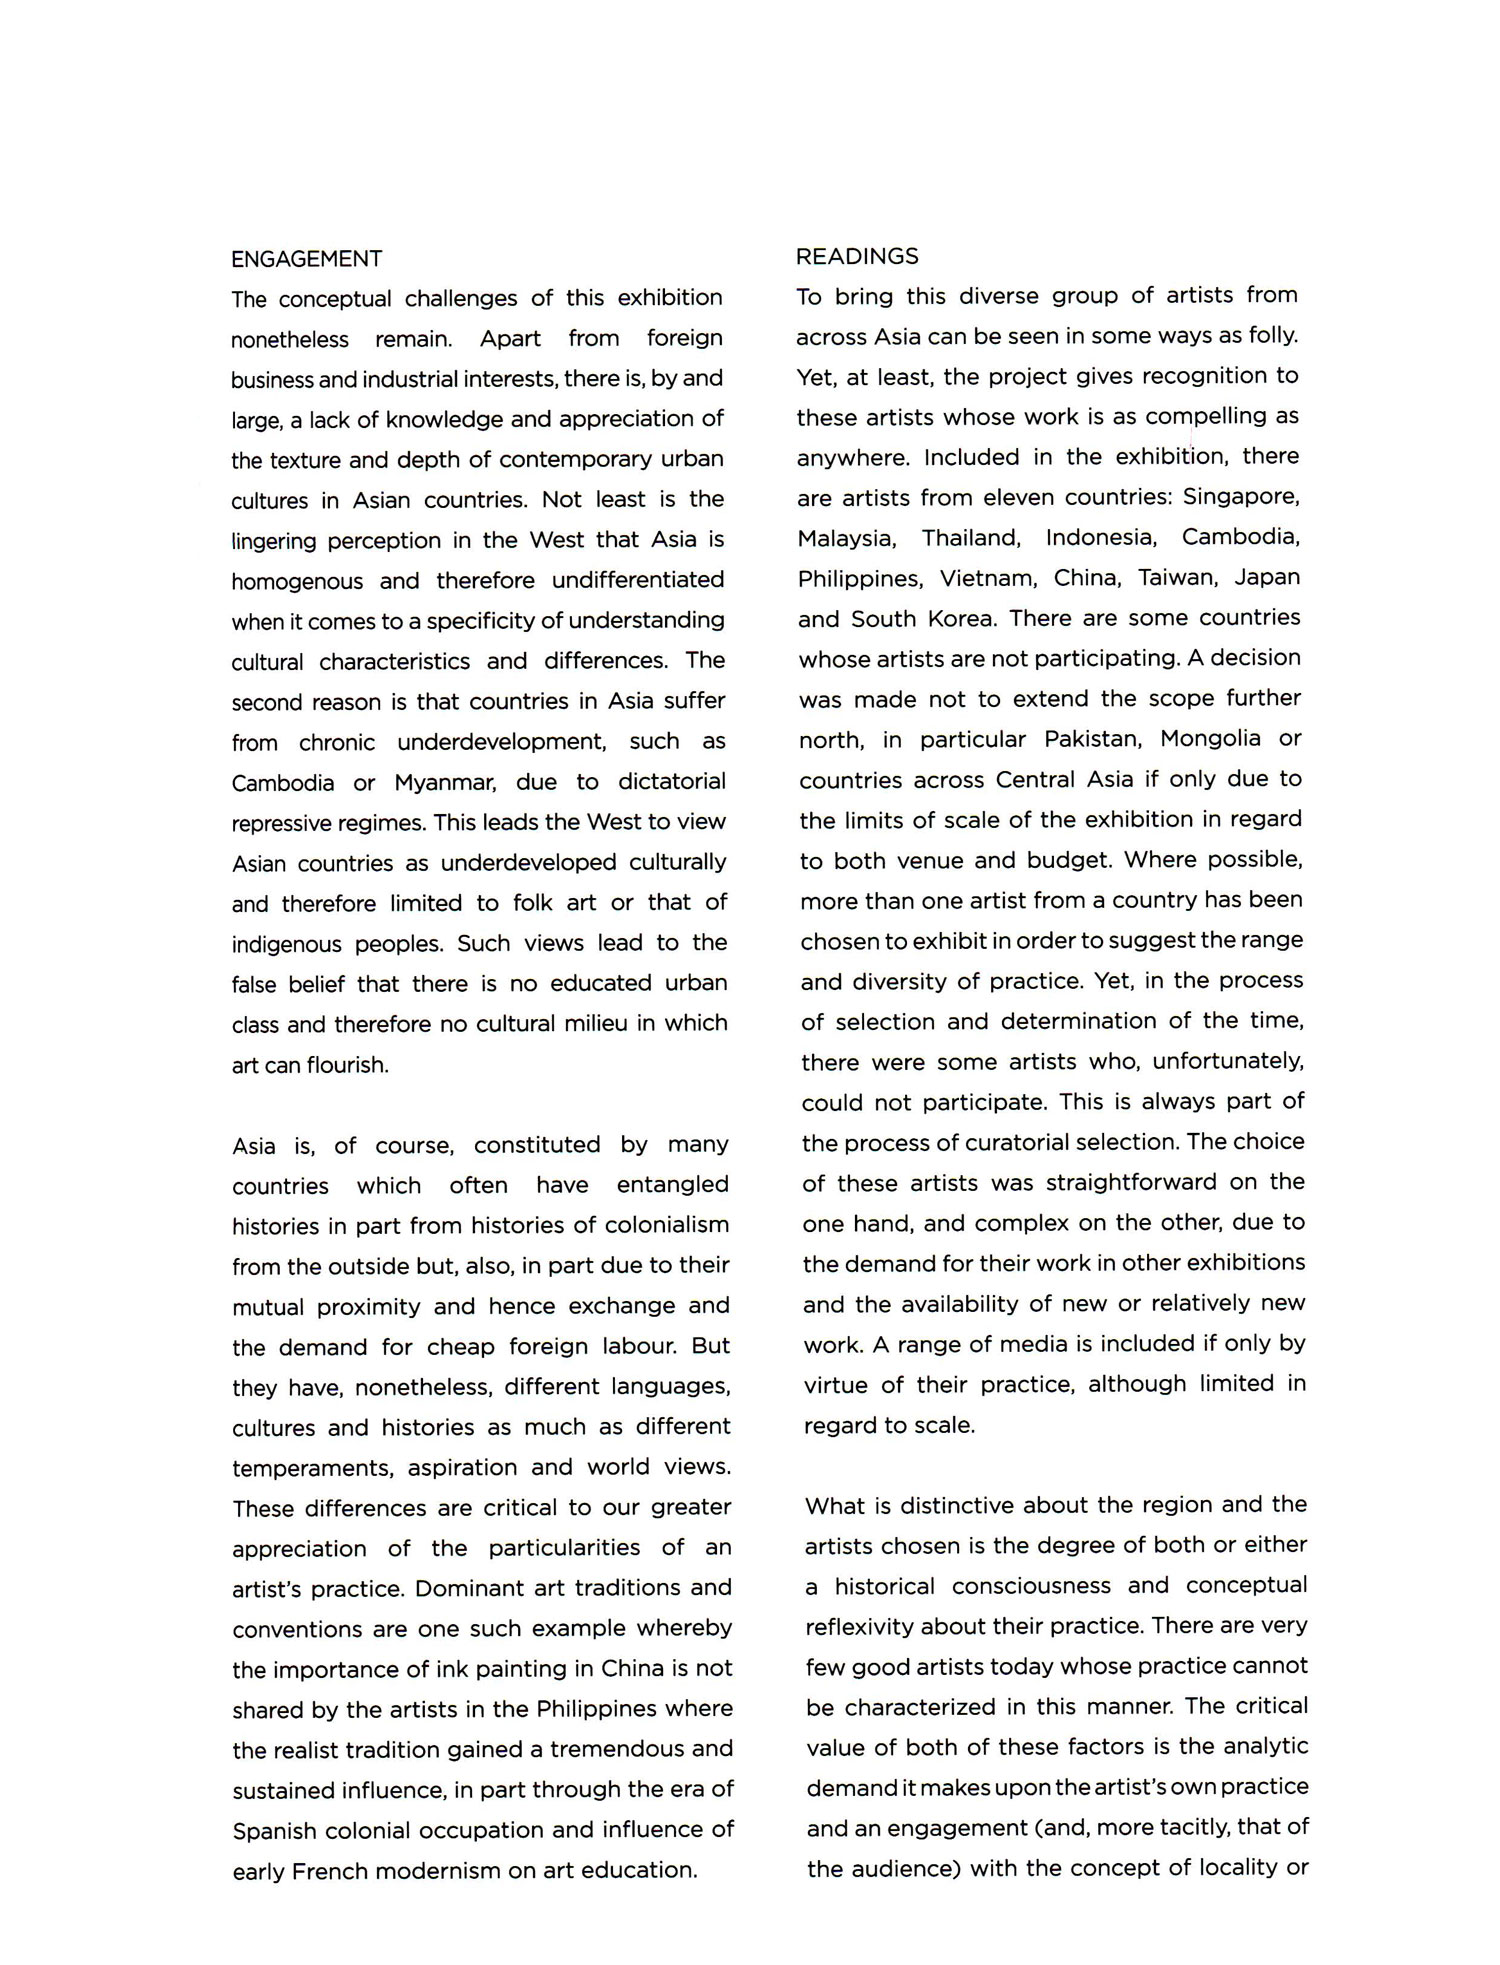 ENGAGEMENT
The conceptual challenges of this exhibition
nonetheless remain. Apart from foreign
business and industrial interests, there is, by and
large, a lack of knowledge and appreciation of
the texture and depth of contemporary urban
cultures in Asian countries. Not least is the
lingering perception in the West that Asia is
homogenous and therefore undifferentiated
when it comes to a specificity of understanding
cultural characteristics and differences. The
second reason is that countries in Asia suffer
from chronic underdevelopment, such as
Cambodia or Myanmar, due to dictatorial
repressive regimes. This leads the West to view
Asian countries as underdeveloped culturally
and therefore limited to folk art or that of
indigenous peoples. Such views lead to the
false belief that there is no educated urban
class and therefore no cultural milieu in which
art can flourish.

Asia is, of course, constituted by many
countries which often have entangled
histories in part from histories of colonialism
from the outside but, also, in part due to their
mutual proximity and hence exchange and
the demand for cheap foreign labour. But
they have, nonetheless, different languages,
cultures and histories as much as different
temperaments, aspiration and world views.
These differences are critical to our greater
appreciation of the particularities of an
artist's practice. Dominant art traditions and
conventions are one such example whereby
the importance of ink painting in China is not
shared by the artists in the Philippines where
the realist tradition gained a tremendous and
sustained influence, in part through the era of
Spanish colonial occupation and influence of
early French modernism on art education.

READINGS
To bring this diverse group of artists from
across Asia can be seen in some ways as folly.
Yet, at least, the project gives recognition to
these artists whose work is as compelling as
anywhere. Included in the exhibition, there
are artists from eleven countries: Singapore,
Malaysia, Thailand, Indonesia, Cambodia,
Philippines, Vietnam, China, Taiwan, Japan
and South Korea. There are some countries
whose artists are not participating. A decision
was made not to extend the scope further
north, in particular Pakistan, Mongolia or
countries across Central Asia if only due to
the limits of scale of the exhibition in regard
to both venue and budget. Where possible,
more than one artist from a country has been
chosen to exhibit in order to suggest the range
and diversity of practice. Yet, in the process
of selection and determination of the time,
there were some artists who, unfortunately,
could not participate. This is always part of
the process of curatorial selection. The choice
of these artists was straightforward on the
one hand, and complex on the other, due to
the demand for their work in other exhibitions
and the availability of new or relatively new
work. A range of media is included if only by
virtue of their practice, although limited in
regard to scale.

What is distinctive about the region and the
artists chosen is the degree of both or either
a historical consciousness and conceptual
reflexivity about their practice. There are very
few good artists today whose practice cannot
be characterized in this manner. The critical
value of both of these factors is the analytic
demand it makes upon the artist's own practice
and an engagement (and, more tacitly, that of
the audience) with the concept of locality or